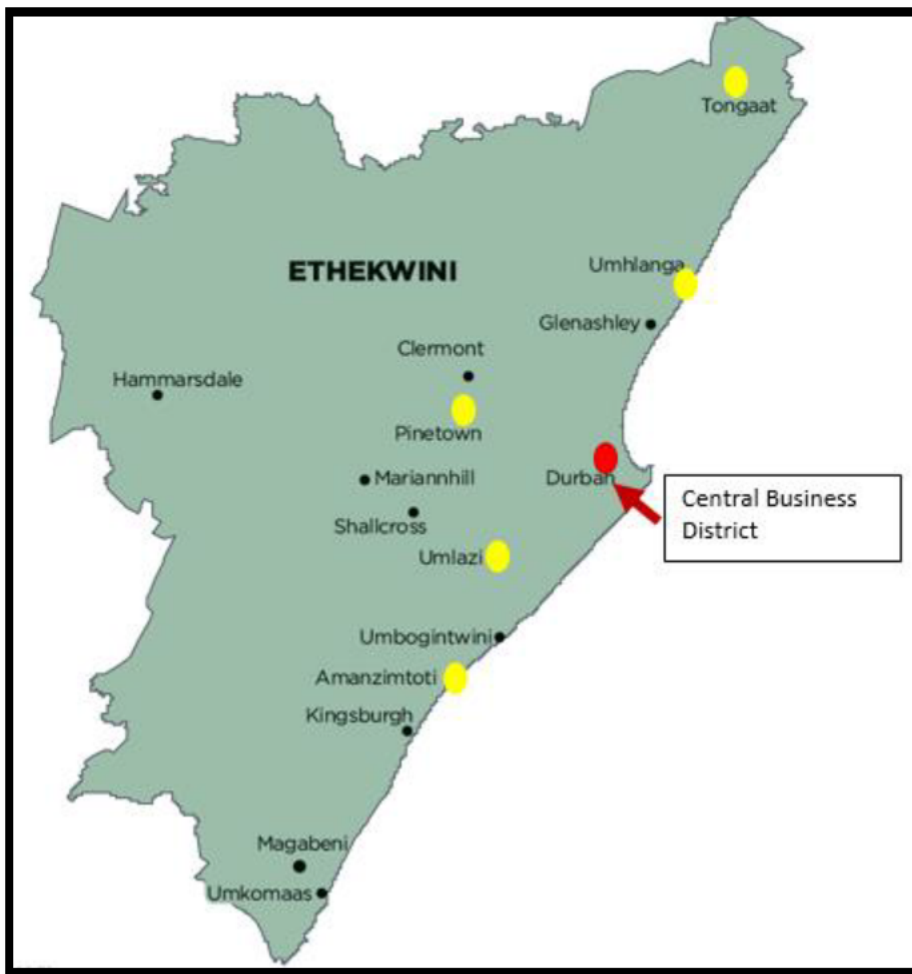 Tongaat
Umhlanga
ETHEKWINI
Glenashley
Clermont
Hammarsdale
Pinetown
Mariannhill
Durban
Central Business
District
Shallcross
Umlazi
Umbogintwini
Amanzimtoti
Kingsburgh
Magabeni
Umkomaas